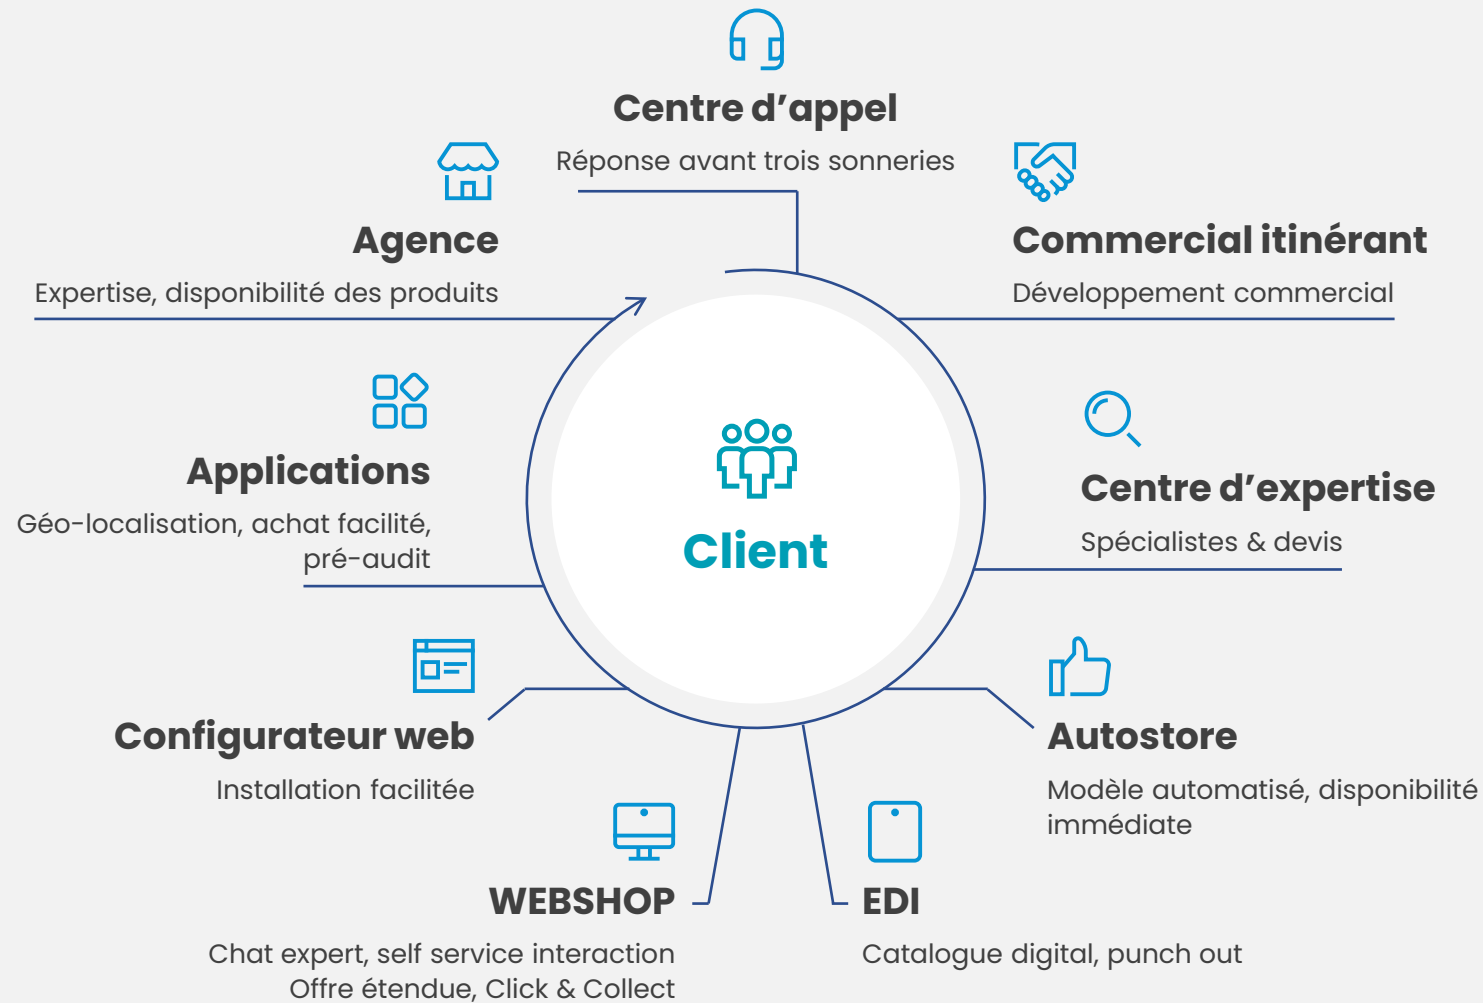 Centre d’appel
Réponse avant trois sonneries
Agence
Expertise, disponibilité des produits
Commercial itinérant
Développement commercial
Applications
Géo-localisation, achat facilité,
pré-audit
Client
Centre d’expertise
Spécialistes & devis
Configurateur web
Installation facilitée
Autostore
Modèle automatisé, disponibilité
immédiate
WEBSHOP
Chat expert, self service interaction
Offre étendue, Click & Collect
EDI
Catalogue digital, punch out